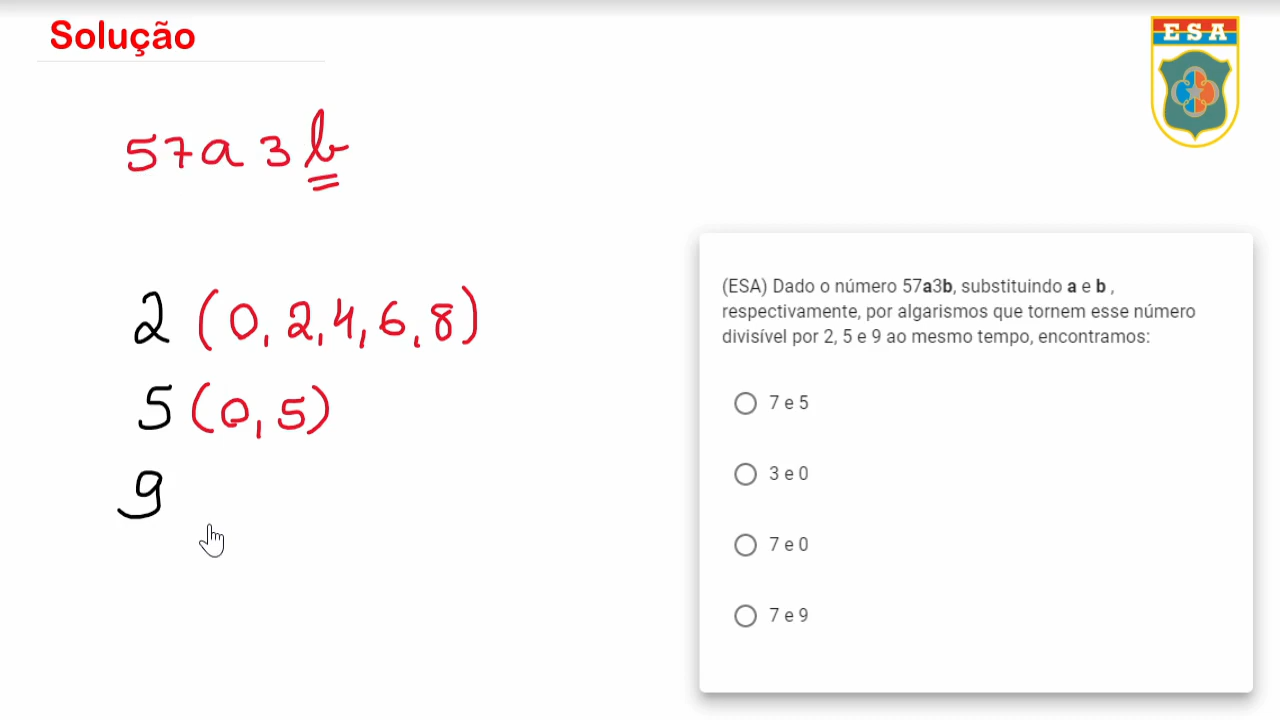 Solução
ESA
57a3b
2 (0, 2, 4, 6, 8)
5 (0, 5)
9
(ESA) Dado o número 57a3b, substituindo a e b ,
respectivamente, por algarismos que tornem esse número
divisível por 2, 5 e 9 ao mesmo tempo, encontramos:
7 e 5
3 e 0
7 e 0
7 e 9